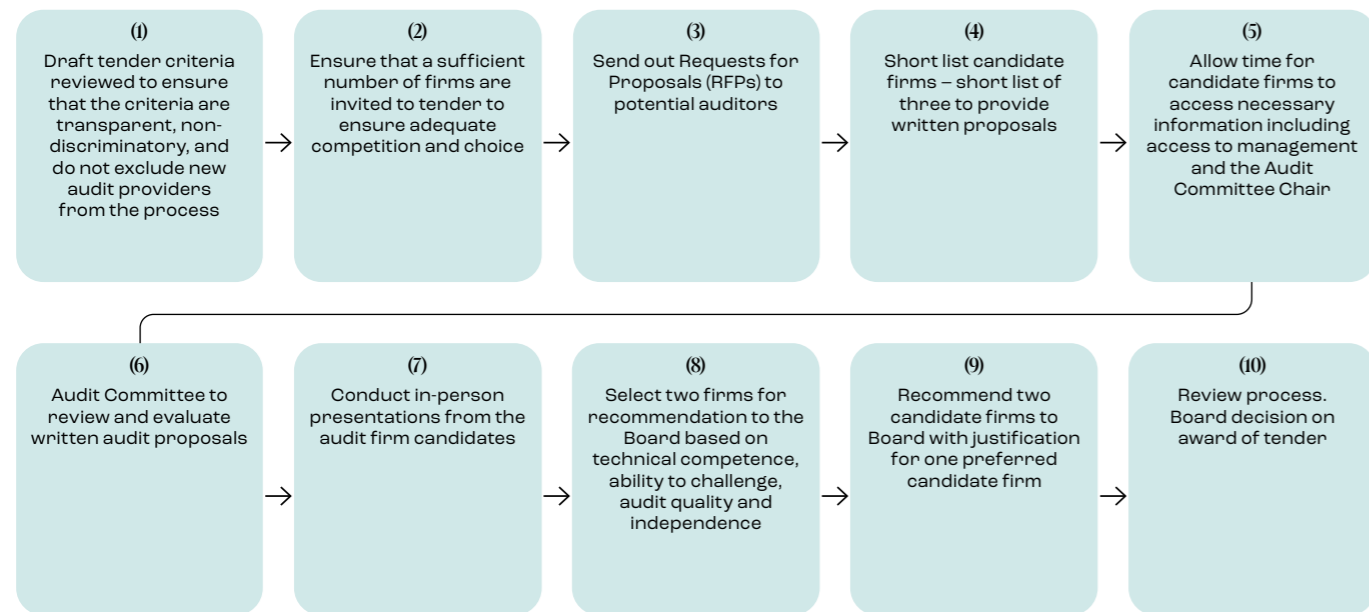 (1)
Draft tender criteria
reviewed to ensure
that the criteria are
transparent, non-
discriminatory, and
do not exclude new
audit providers
from the process
(2)
Ensure that a sufficient
number of firms are
invited to tender to
ensure adequate
competition and choice
(3)
Send out Requests for
Proposals (RFPs) to
potential auditors
(4)
Short list candidate
firms – short list of
three to provide
written proposals
(5)
Allow time for
candidate firms to
access necessary
information including
access to management
and the Audit
Committee Chair
(6)
Audit Committee to
review and evaluate
written audit proposals
(7)
Conduct in-person
presentations from the
audit firm candidates
(8)
Select two firms for
recommendation to the
Board based on
technical competence,
ability to challenge,
audit quality and
independence
(9)
Recommend two
candidate firms to
Board with justification
for one preferred
candidate firm
(10)
Review process.
Board decision on
award of tender